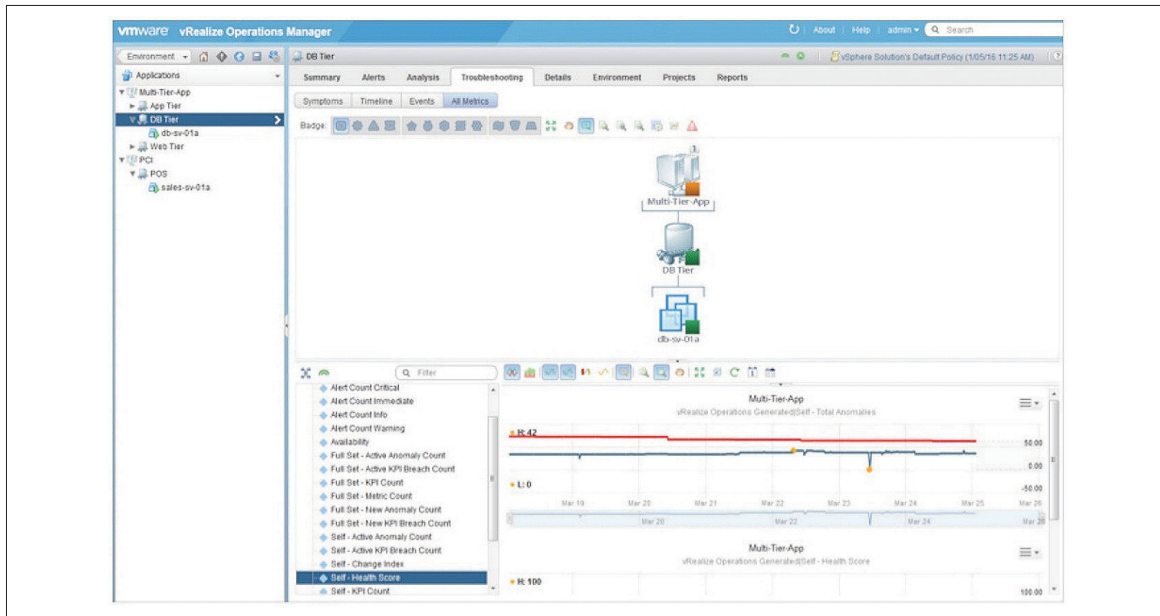 vmware vRealize Operations Manager
About Help admin Search
Environment
DB Tier
vSphere Solution's Default Policy (1/05/16 11:25 AM)
Applications
Multi-Tier-App
App Tier
DB Tier
db-sv-01a
Web Tier
PCI
POS
sales-sv-01a
Summary Alerts Analysis Troubleshooting Details Environment Projects Reports
Symptoms Timeline Events All Metrics
Badge:
1
Multi-Tier-App
DB Tier
db-sv-01a
Filter
Alert Count Critical
Alert Count Immediate
Alert Count Info
Alert Count Warning
Availability
Full Set - Active Anomaly Count
Full Set - Active KPI Breach Count
Full Set - KPI Count
Full Set - Metric Count
Full Set - New Anomaly Count
Full Set - New KPI Breach Count
Self - Active Anomaly Count
Self - Active KPI Breach Count
Self - Change Index
Self - Health Score
Self - KPI Count
Multi-Tier-App
vRealize Operations Generated|Self - Total Anomalies
H: 42
50.00
0.00
L: 0
-50.00
Mar 19 Mar 20 Mar 21 Mar 22 Mar 23 Mar 24 Mar 25 Mar 26
Mar 20 Mar 22 Mar 24 Mar 26
Multi-Tier-App
vRealize Operations Generated|Self - Health Score
H: 100
100.00